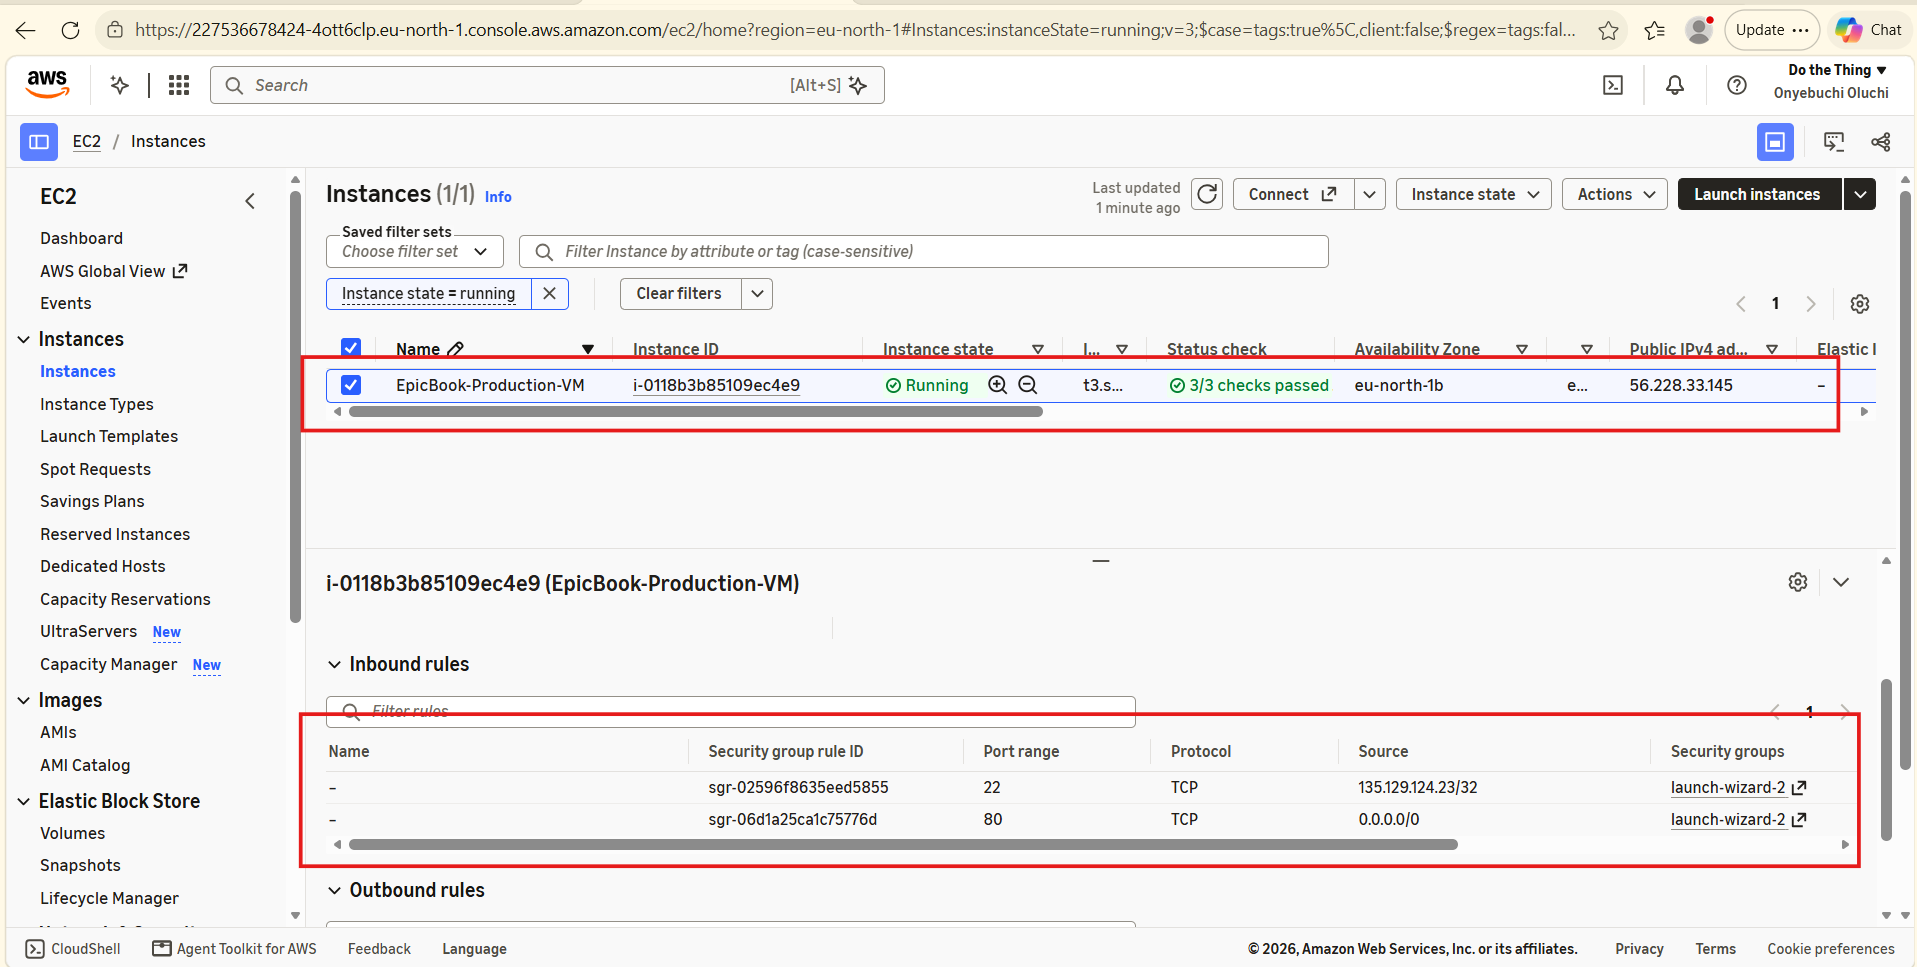 https://227536678424-4ott6clp.eu-north-1.console.aws.amazon.com/ec2/home?region=eu-north-1#Instances:instanceState=running;v=3;$case=tags:true%5C,client:false;$regex=tags:fal...
Update
Chat
aws
Search
[Alt+S]
Do the Thing
Onyebuchi Oluchi
EC2 / Instances
EC2
Dashboard
AWS Global View
Events
Instances
Instances
Instance Types
Launch Templates
Spot Requests
Savings Plans
Reserved Instances
Dedicated Hosts
Capacity Reservations
UltraServers New
Capacity Manager New
Images
AMIs
AMI Catalog
Elastic Block Store
Volumes
Snapshots
Lifecycle Manager
Instances (1/1) Info
Last updated
1 minute ago
Connect
Instance state
Actions
Launch instances
Saved filter sets
Choose filter set
Filter Instance by attribute or tag (case-sensitive)
Instance state = running
Clear filters
1
Name Instance ID Instance state I... Status check Availability Zone Public IPv4 ad... Elastic I
EpicBook-Production-VM i-0118b3b85109ec4e9 Running t3.s... 3/3 checks passed eu-north-1b e... 56.228.33.145 –
i-0118b3b85109ec4e9 (EpicBook-Production-VM)
Inbound rules
Filter rules
1
Name Security group rule ID Port range Protocol Source Security groups
– sgr-02596f8635eed5855 22 TCP 135.129.124.23/32 launch-wizard-2
– sgr-06d1a25ca1c75776d 80 TCP 0.0.0.0/0 launch-wizard-2
Outbound rules
CloudShell Agent Toolkit for AWS Feedback Language © 2026, Amazon Web Services, Inc. or its affiliates. Privacy Terms Cookie preferences